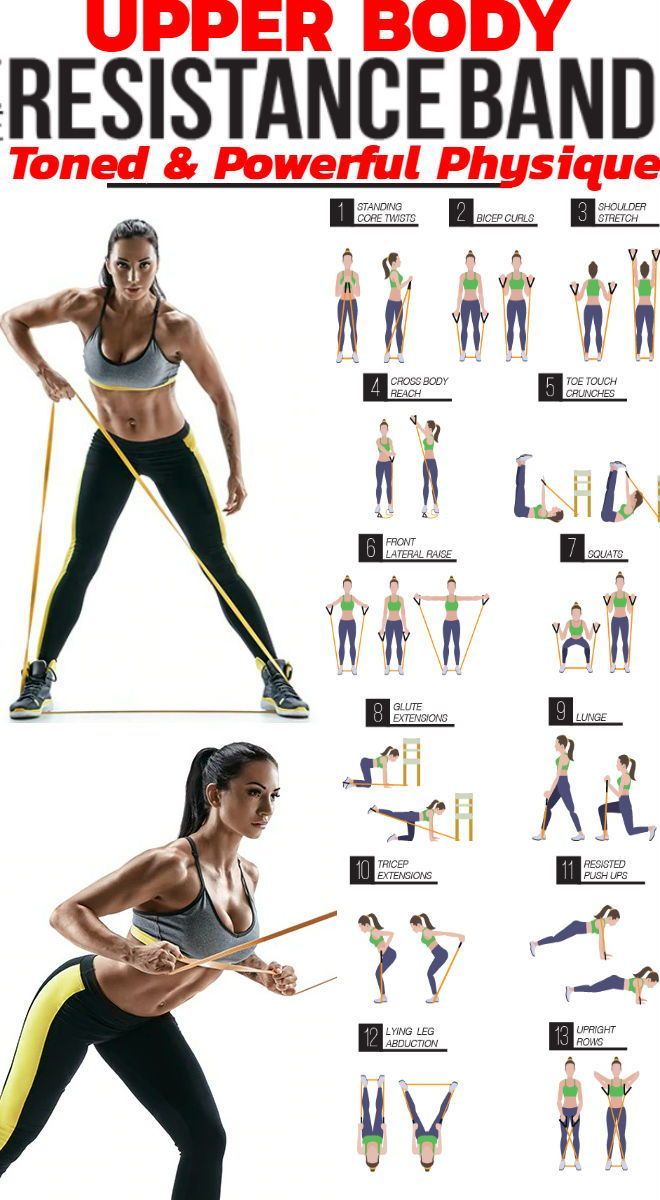 UPPER BODY
RESISTANCE BAND
Toned & Powerful Physique
1 STANDING
CORE TWISTS
2 BICEP CURLS
3 SHOULDER
STRETCH
4 CROSS BODY
REACH
5 TOE TOUCH
CRUNCHES
6 FRONT
LATERAL RAISE
7 SQUATS
8 GLUTE
EXTENSIONS
9 LUNGE
10 TRICEP
EXTENSIONS
11 RESISTED
PUSH UPS
12 LYING LEG
ABDUCTION
13 UPRIGHT
ROWS